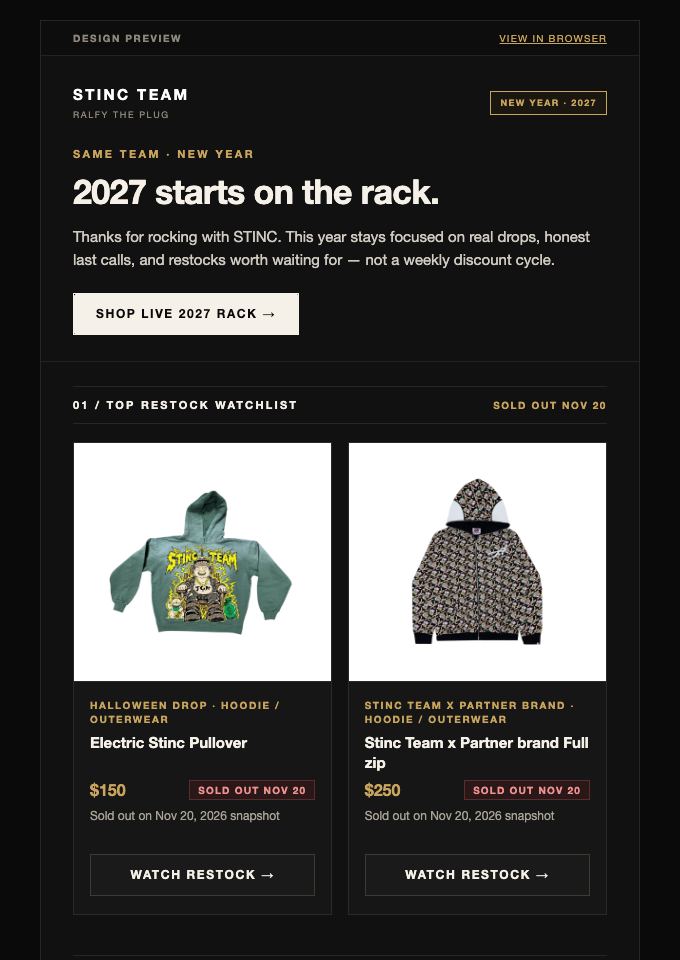 DESIGN PREVIEW
VIEW IN BROWSER
STINC TEAM
RALFY THE PLUG
NEW YEAR · 2027
SAME TEAM · NEW YEAR
2027 starts on the rack.
Thanks for rocking with STINC. This year stays focused on real drops, honest
last calls, and restocks worth waiting for — not a weekly discount cycle.
SHOP LIVE 2027 RACK →
01 / TOP RESTOCK WATCHLIST
SOLD OUT NOV 20
STINC TEAM
HALLOWEEN DROP · HOODIE /
OUTERWEAR
Electric Stinc Pullover
$150
SOLD OUT NOV 20
Sold out on Nov 20, 2026 snapshot
WATCH RESTOCK →
STINC TEAM X PARTNER BRAND ·
HOODIE / OUTERWEAR
Stinc Team x Partner brand Full
zip
$250
SOLD OUT NOV 20
Sold out on Nov 20, 2026 snapshot
WATCH RESTOCK →